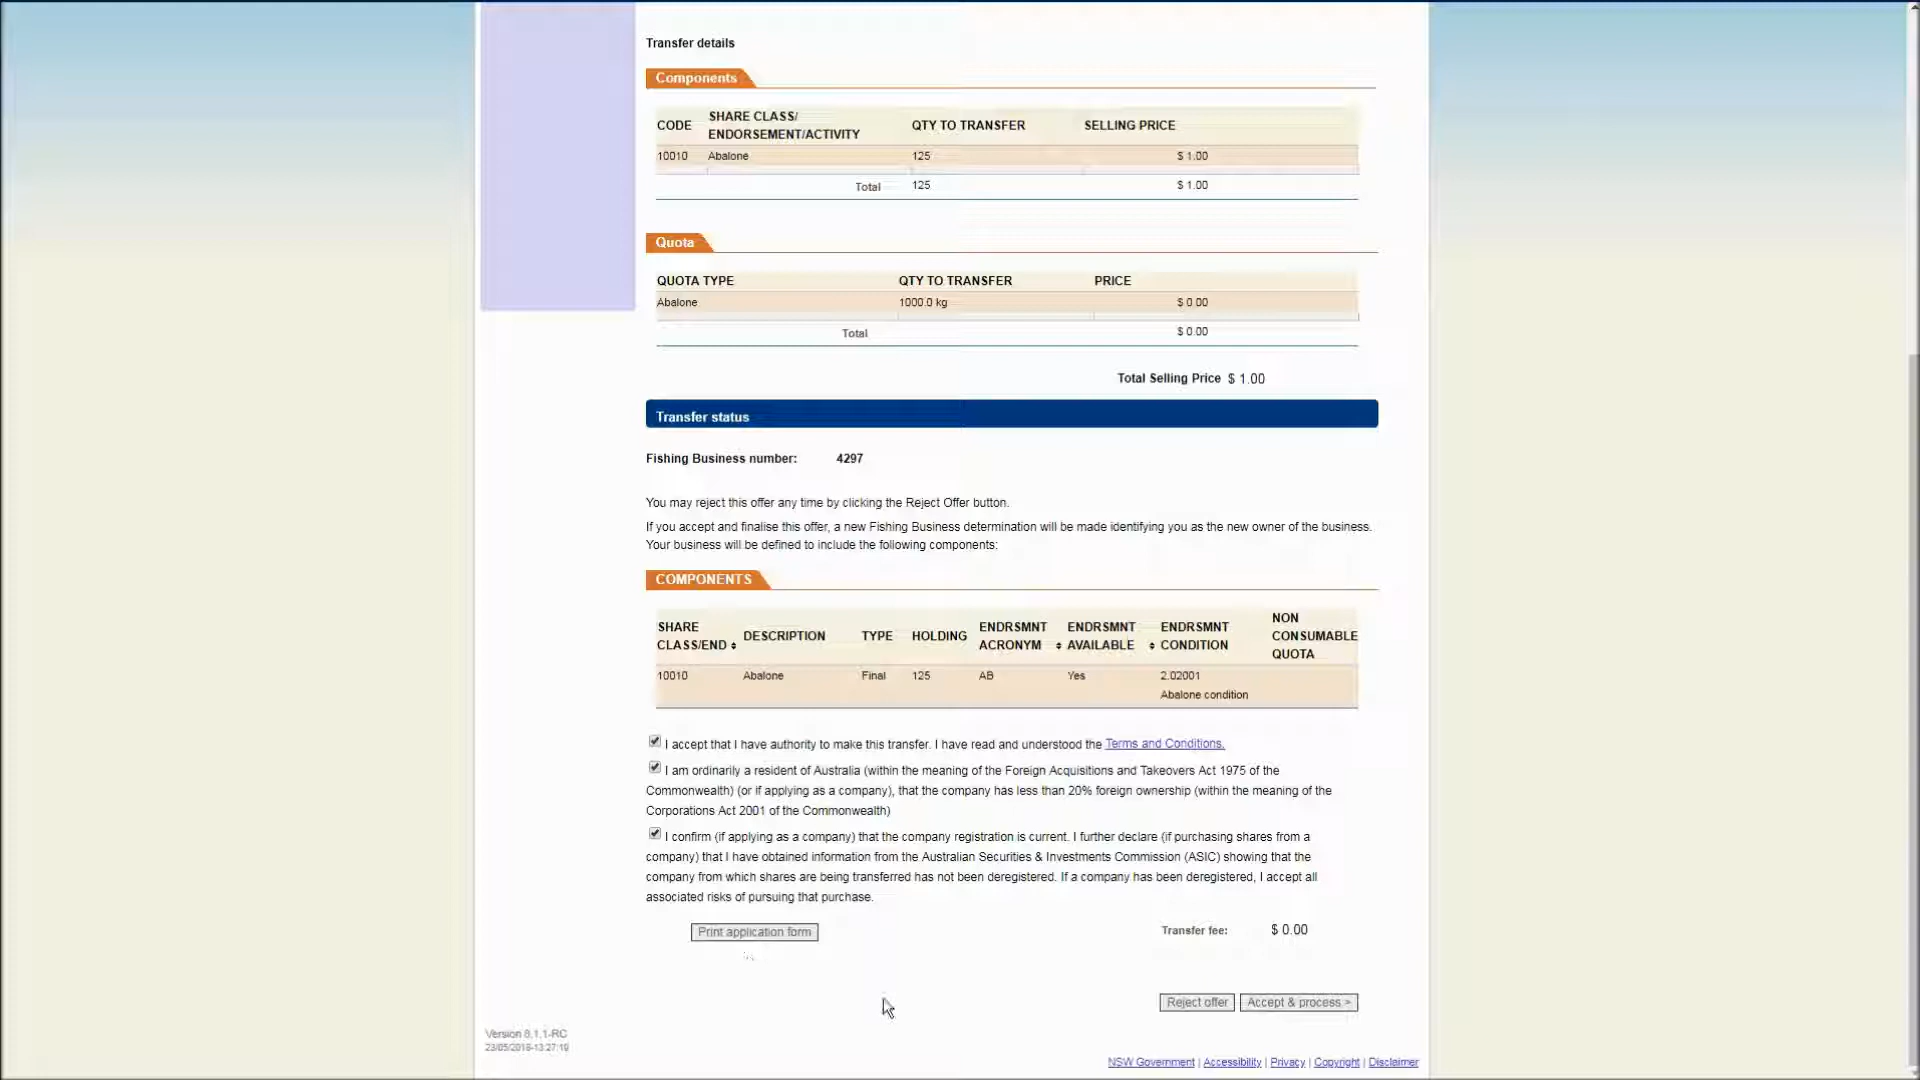 Transfer details
Components
CODE SHARE CLASS/ ENDORSEMENT/ACTIVITY QTY TO TRANSFER SELLING PRICE
10010 Abalone 125 $ 1.00
Total 125 $ 1.00
Quota
QUOTA TYPE QTY TO TRANSFER PRICE
Abalone 1000.0 kg $ 0.00
Total $ 0.00
Total Selling Price $ 1.00
Transfer status
Fishing Business number: 4297
You may reject this offer any time by clicking the Reject Offer button.
If you accept and finalise this offer, a new Fishing Business determination will be made identifying you as the new owner of the business.
Your business will be defined to include the following components:
COMPONENTS
SHARE CLASS/END DESCRIPTION TYPE HOLDING ENDRSMNT ACRONYM ENDRSMNT AVAILABLE ENDRSMNT CONDITION NON CONSUMABLE QUOTA
10010 Abalone Final 125 AB Yes 2.02001
Abalone condition
I accept that I have authority to make this transfer. I have read and understood the Terms and Conditions.
I am ordinarily a resident of Australia (within the meaning of the Foreign Acquisitions and Takeovers Act 1975 of the
Commonwealth) (or if applying as a company), that the company has less than 20% foreign ownership (within the meaning of the
Corporations Act 2001 of the Commonwealth)
I confirm (if applying as a company) that the company registration is current. I further declare (if purchasing shares from a
company) that I have obtained information from the Australian Securities & Investments Commission (ASIC) showing that the
company from which shares are being transferred has not been deregistered. If a company has been deregistered, I accept all
associated risks of pursuing that purchase.
Print application form Transfer fee: $ 0.00
Reject offer Accept & process >
Version 8.1.1-RC
23/05/2018-13:27:19
NSW Government | Accessibility | Privacy | Copyright | Disclaimer